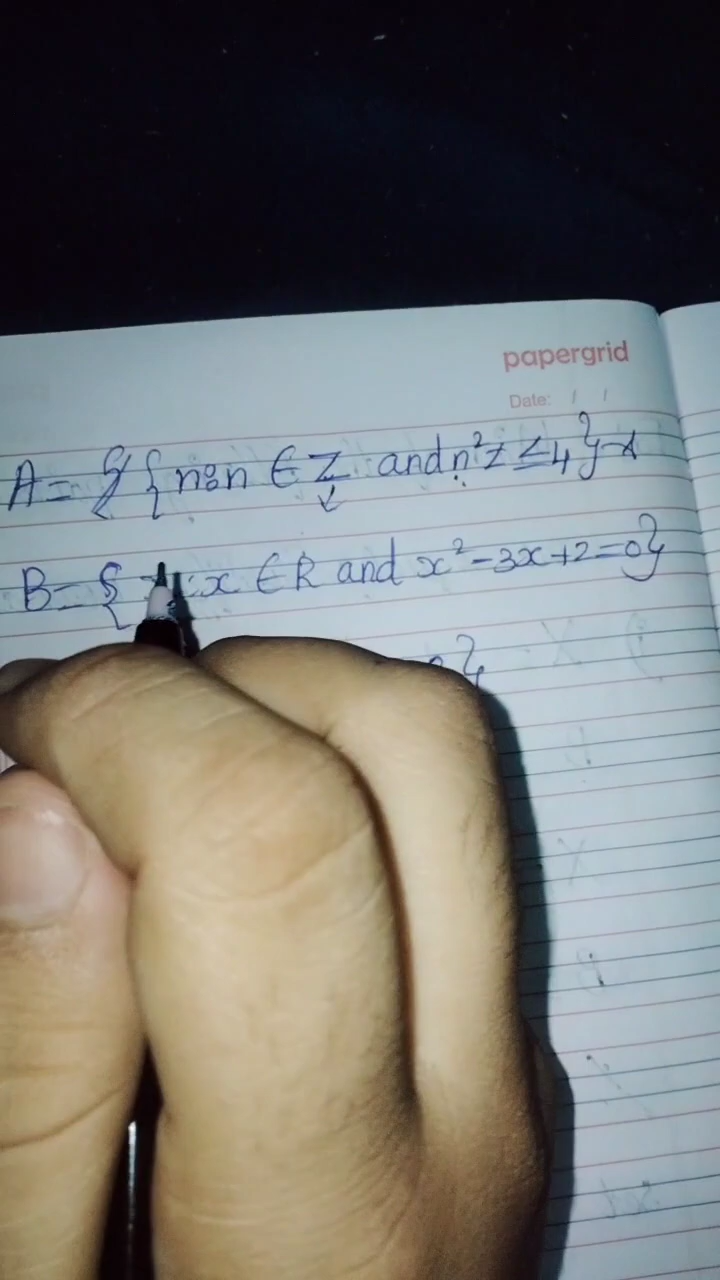 papergrid
Date: / /
A = { n : n ∈ Z and n² ≤ 4 }
B = { x : x ∈ R and x² - 3x + 2 = 0 }
}